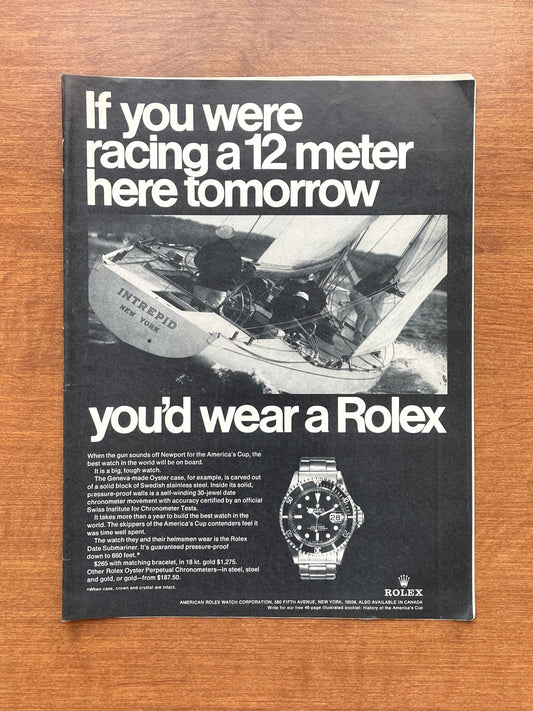 If you were
racing a 12 meter
here tomorrow
INTREPID
NEW YORK
you'd wear a Rolex
When the gun sounds off Newport for the America's Cup, the
best watch in the world will be on board.
It is a big, tough watch.
The Geneva-made Oyster case, for example, is carved out
of a solid block of Swedish stainless steel. Inside its solid,
pressure-proof walls is a self-winding 30-jewel date
chronometer movement with accuracy certified by an official
Swiss Institute for Chronometer Tests.
It takes more than a year to build the best watch in the
world. The skippers of the America's Cup contenders feel it
was time well spent.
The watch they and their helmsmen wear is the Rolex
Date Submariner. It's guaranteed pressure-proof
down to 660 feet.*
$265 with matching bracelet, in 18 kt. gold $1,275.
Other Rolex Oyster Perpetual Chronometers—in steel, steel
and gold, or gold—from $187.50.
*When case, crown and crystal are intact.
ROLEX
28
ROLEX
AMERICAN ROLEX WATCH CORPORATION, 580 FIFTH AVENUE, NEW YORK, 10036. ALSO AVAILABLE IN CANADA
Write for our free 48-page illustrated booklet: History of the America's Cup